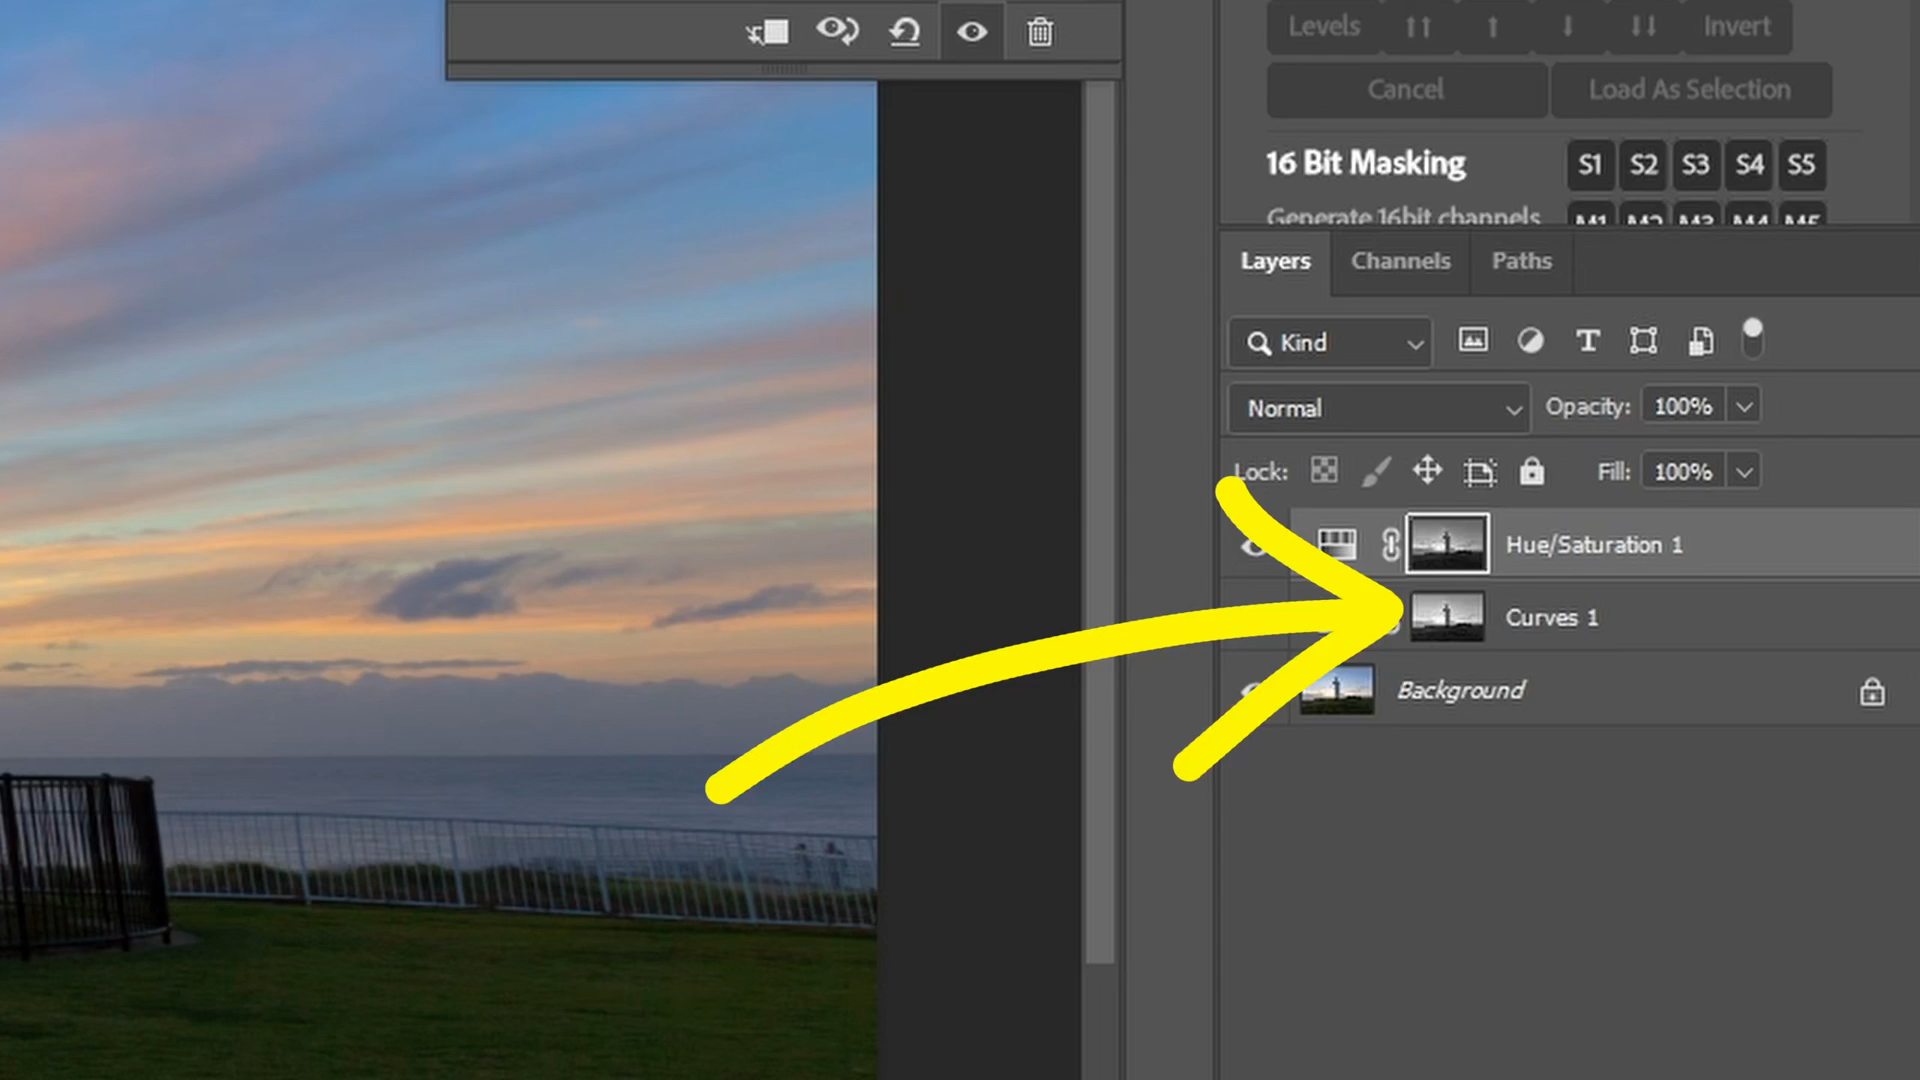 Levels Invert
Cancel Load As Selection
16 Bit Masking S1 S2 S3 S4 S5
Generate 16bit channels M1 M2 M3 M4 M5
Layers Channels Paths
Kind
Normal Opacity: 100%
Lock: Fill: 100%
Hue/Saturation 1
Curves 1
Background